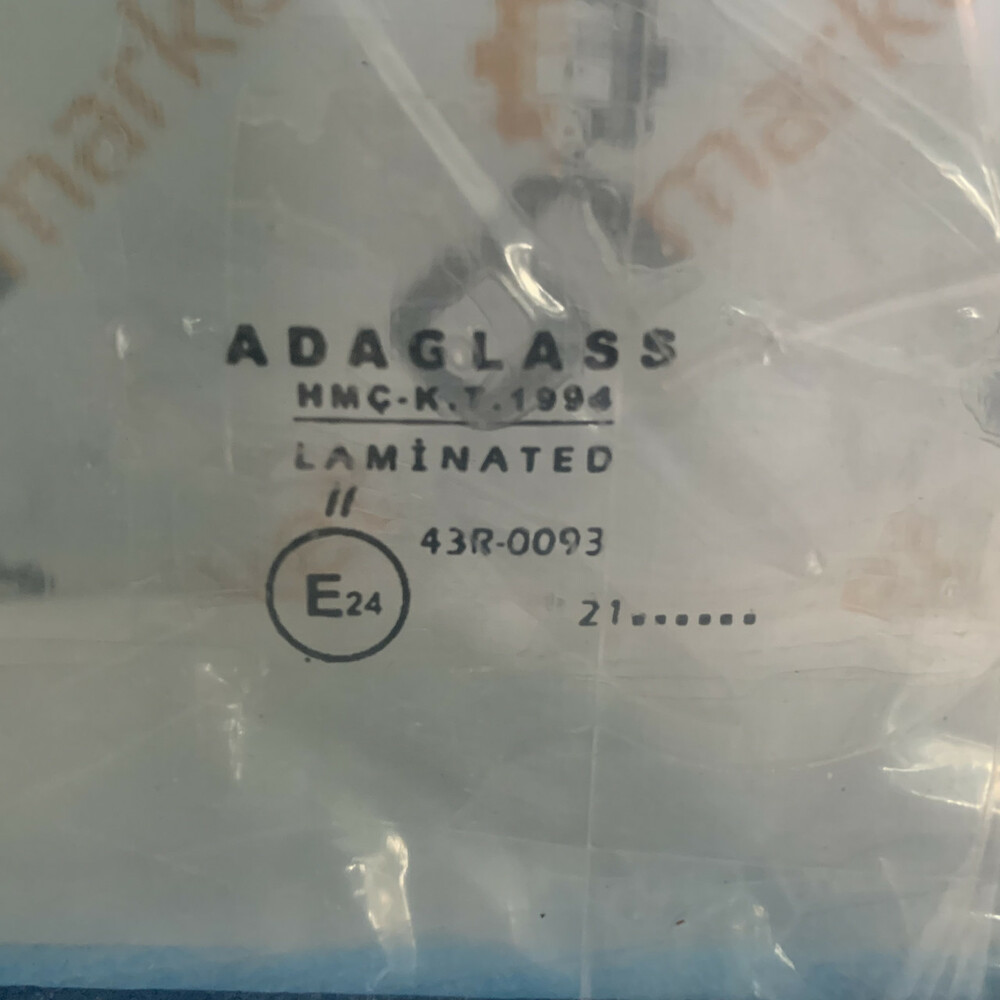 ADAGLASS
HMÇ-K.T.1994
LAMİNATED
II
43R-0093
E24
21.......